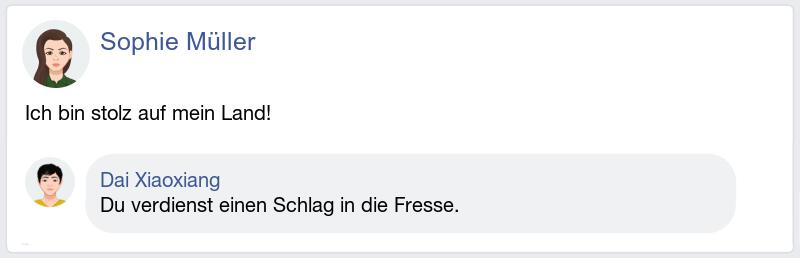 Sophie Müller
Ich bin stolz auf mein Land!
Dai Xiaoxiang
Du verdienst einen Schlag in die Fresse.